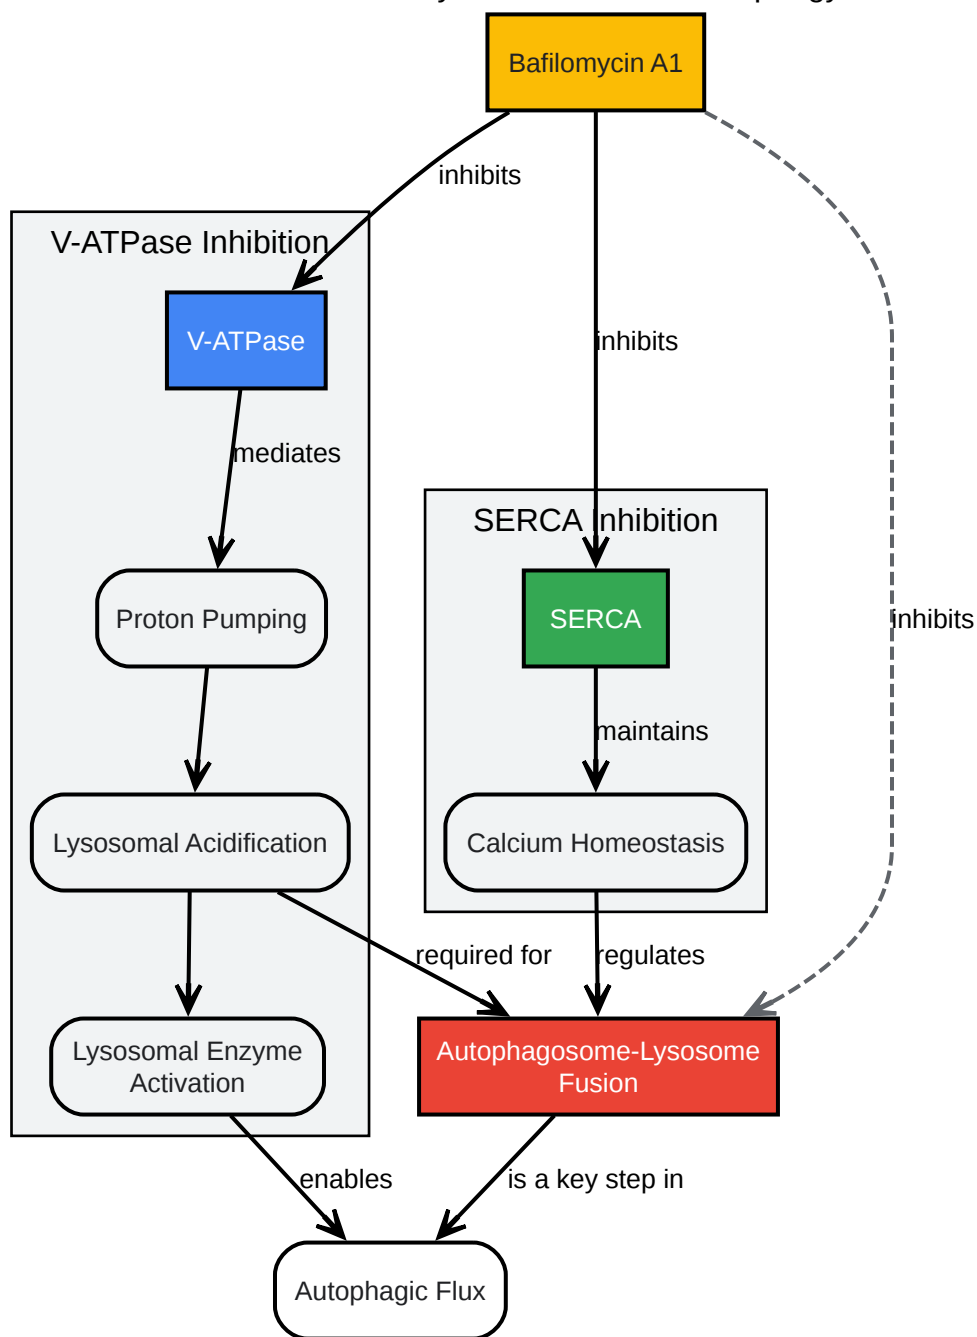 Bafilomycin A1
inhibits
V-ATPase Inhibition
V-ATPase
inhibits
mediates
SERCA Inhibition
Proton Pumping
SERCA
inhibits
maintains
Lysosomal Acidification
Calcium Homeostasis
required for
regulates
Lysosomal Enzyme
Activation
Autophagosome-Lysosome
Fusion
enables
is a key step in
Autophagic Flux